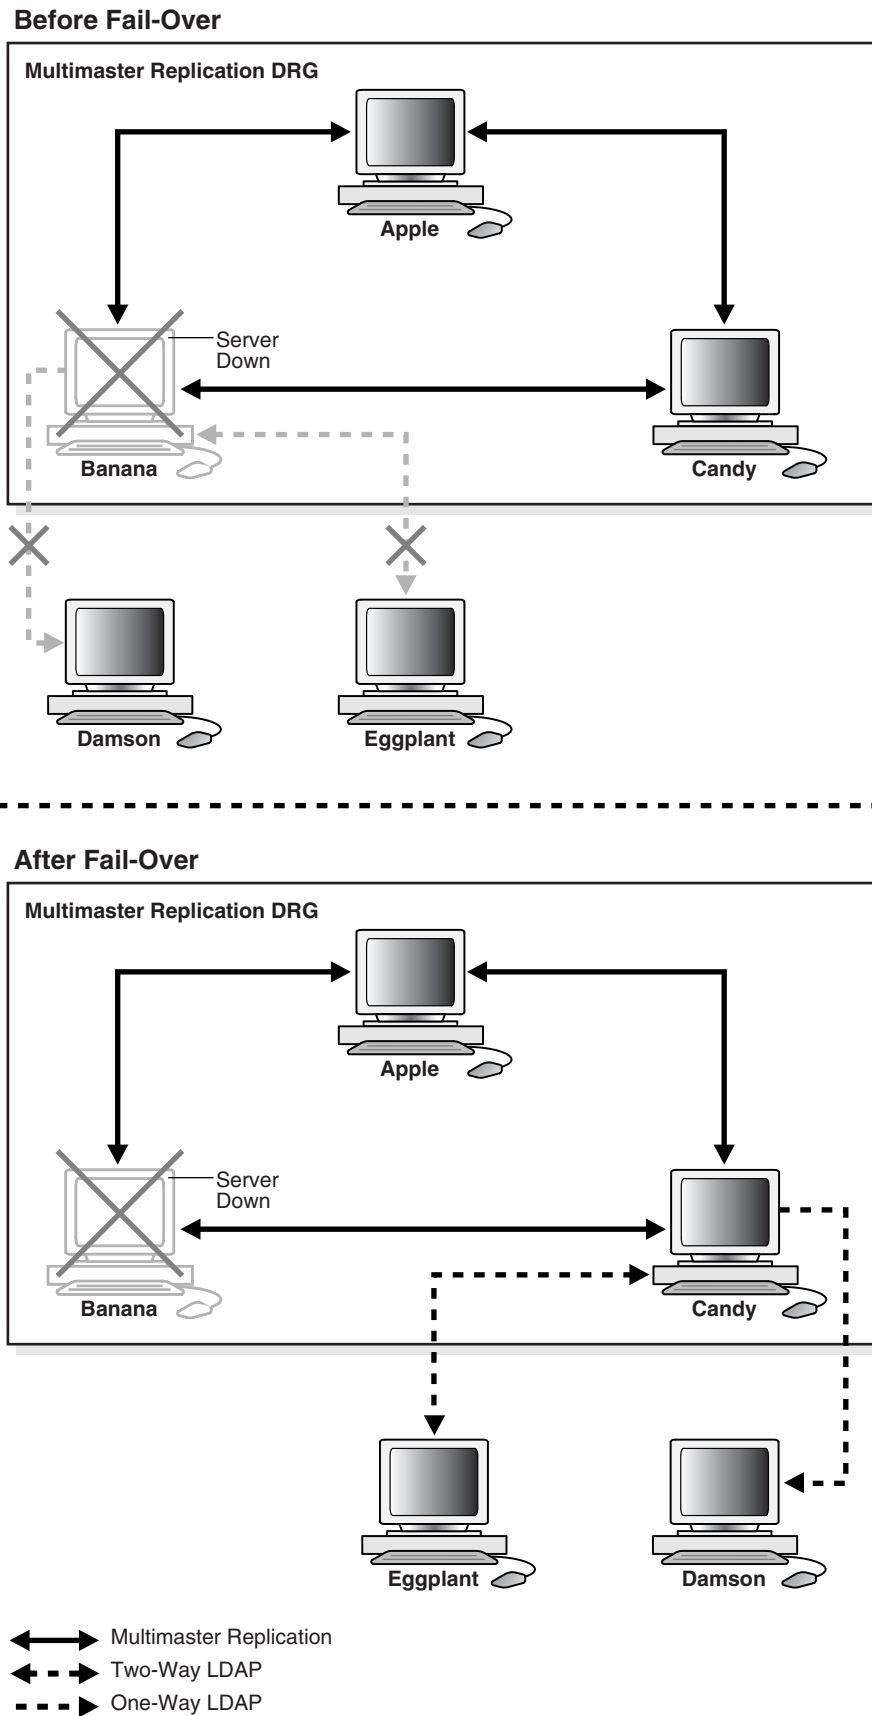 Before Fail-Over
Multimaster Replication DRG
Apple
Server
Down
Banana
Candy
Damson
Eggplant
After Fail-Over
Multimaster Replication DRG
Apple
Server
Down
Banana
Candy
Eggplant
Damson
Multimaster Replication
Two-Way LDAP
One-Way LDAP